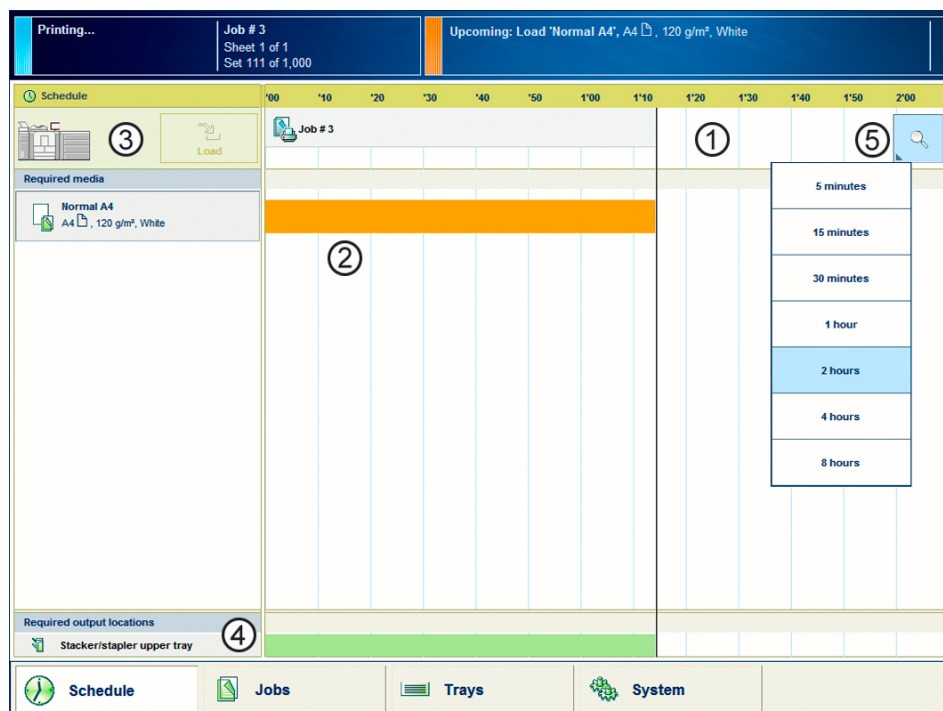 Printing...
Job # 3
Sheet 1 of 1
Set 111 of 1,000
Upcoming: Load 'Normal A4', A4 , 120 g/m², White
Schedule
'00 '10 '20 '30 '40 '50 1'00 1'10 1'20 1'30 1'40 1'50 2'00
3
Load
Job # 3
1
5
Required media
Normal A4
A4 , 120 g/m², White
2
5 minutes
15 minutes
30 minutes
1 hour
2 hours
4 hours
8 hours
Required output locations
4
Stacker/stapler upper tray
Schedule
Jobs
Trays
System